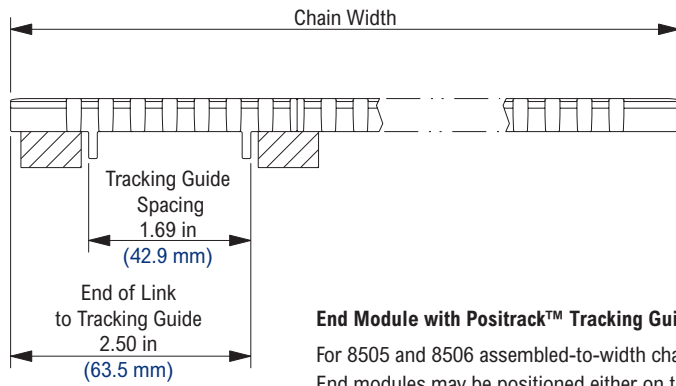 Chain Width
Tracking Guide
Spacing
1.69 in
(42.9 mm)
End of Link
to Tracking Guide
2.50 in
(63.5 mm)
End Module with Positrack™ Tracking
For 8505 and 8506 assembled-to-width
End modules may be positioned either on